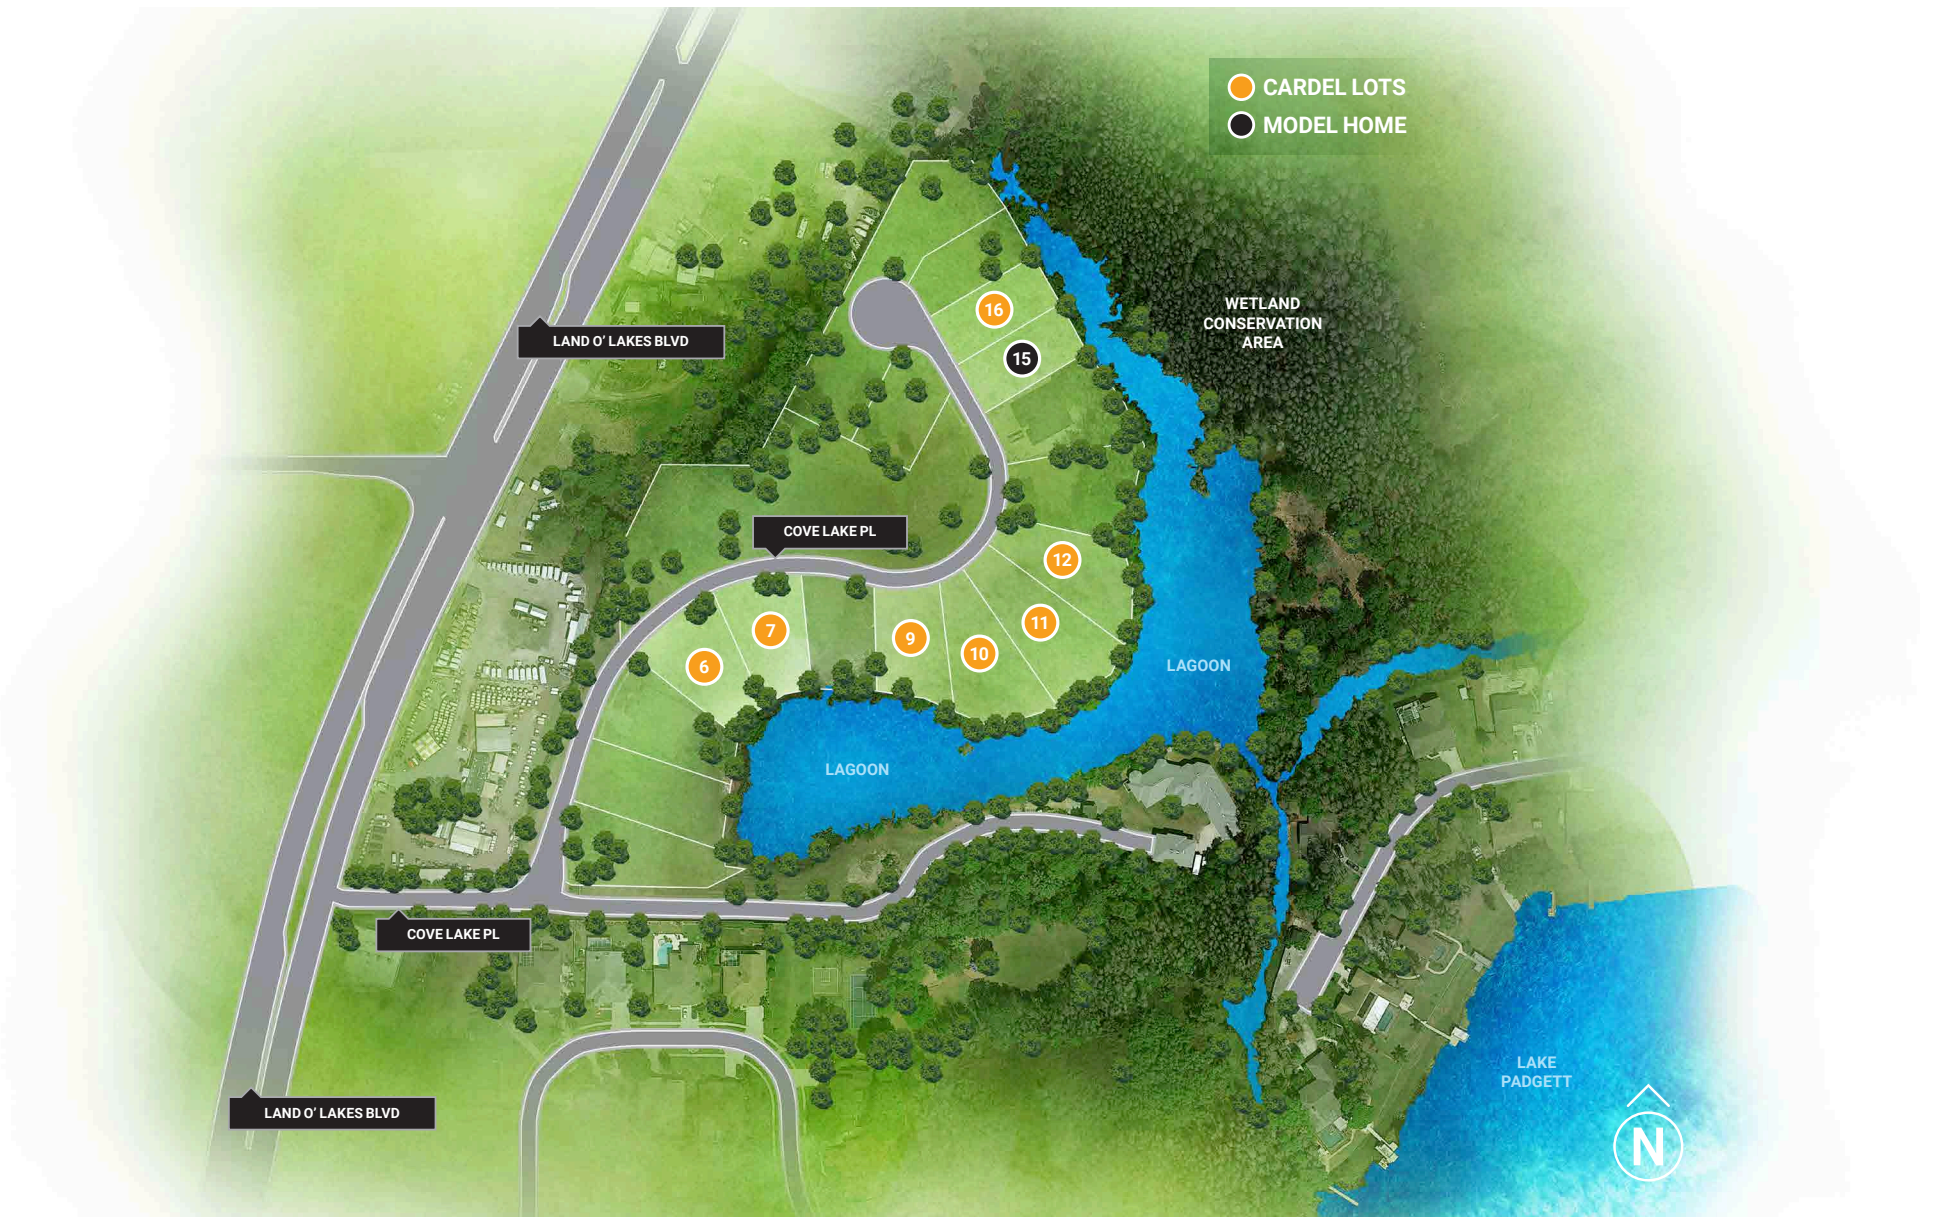 CARDEL LOTS
MODEL HOME
WETLAND
CONSERVATION
AREA
16
LAND O' LAKES BLVD
15
COVE LAKE PL
12
11
7
9
10
6
LAGOON
LAGOON
COVE LAKE PL
LAKE
PADGETT
LAND O' LAKES BLVD
N